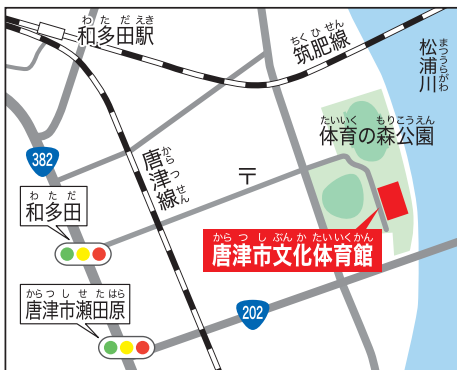 わただえき
和多田駅
ちくひせん
筑肥線
まつうらがわ
松浦川
たいいく もりこうえん
体育の森公園
382
からつせん
唐津線
〒
わただ
和多田
からつしぶんかたいいくかん
唐津市文化体育館
からつしせたはら
唐津市瀬田原
202